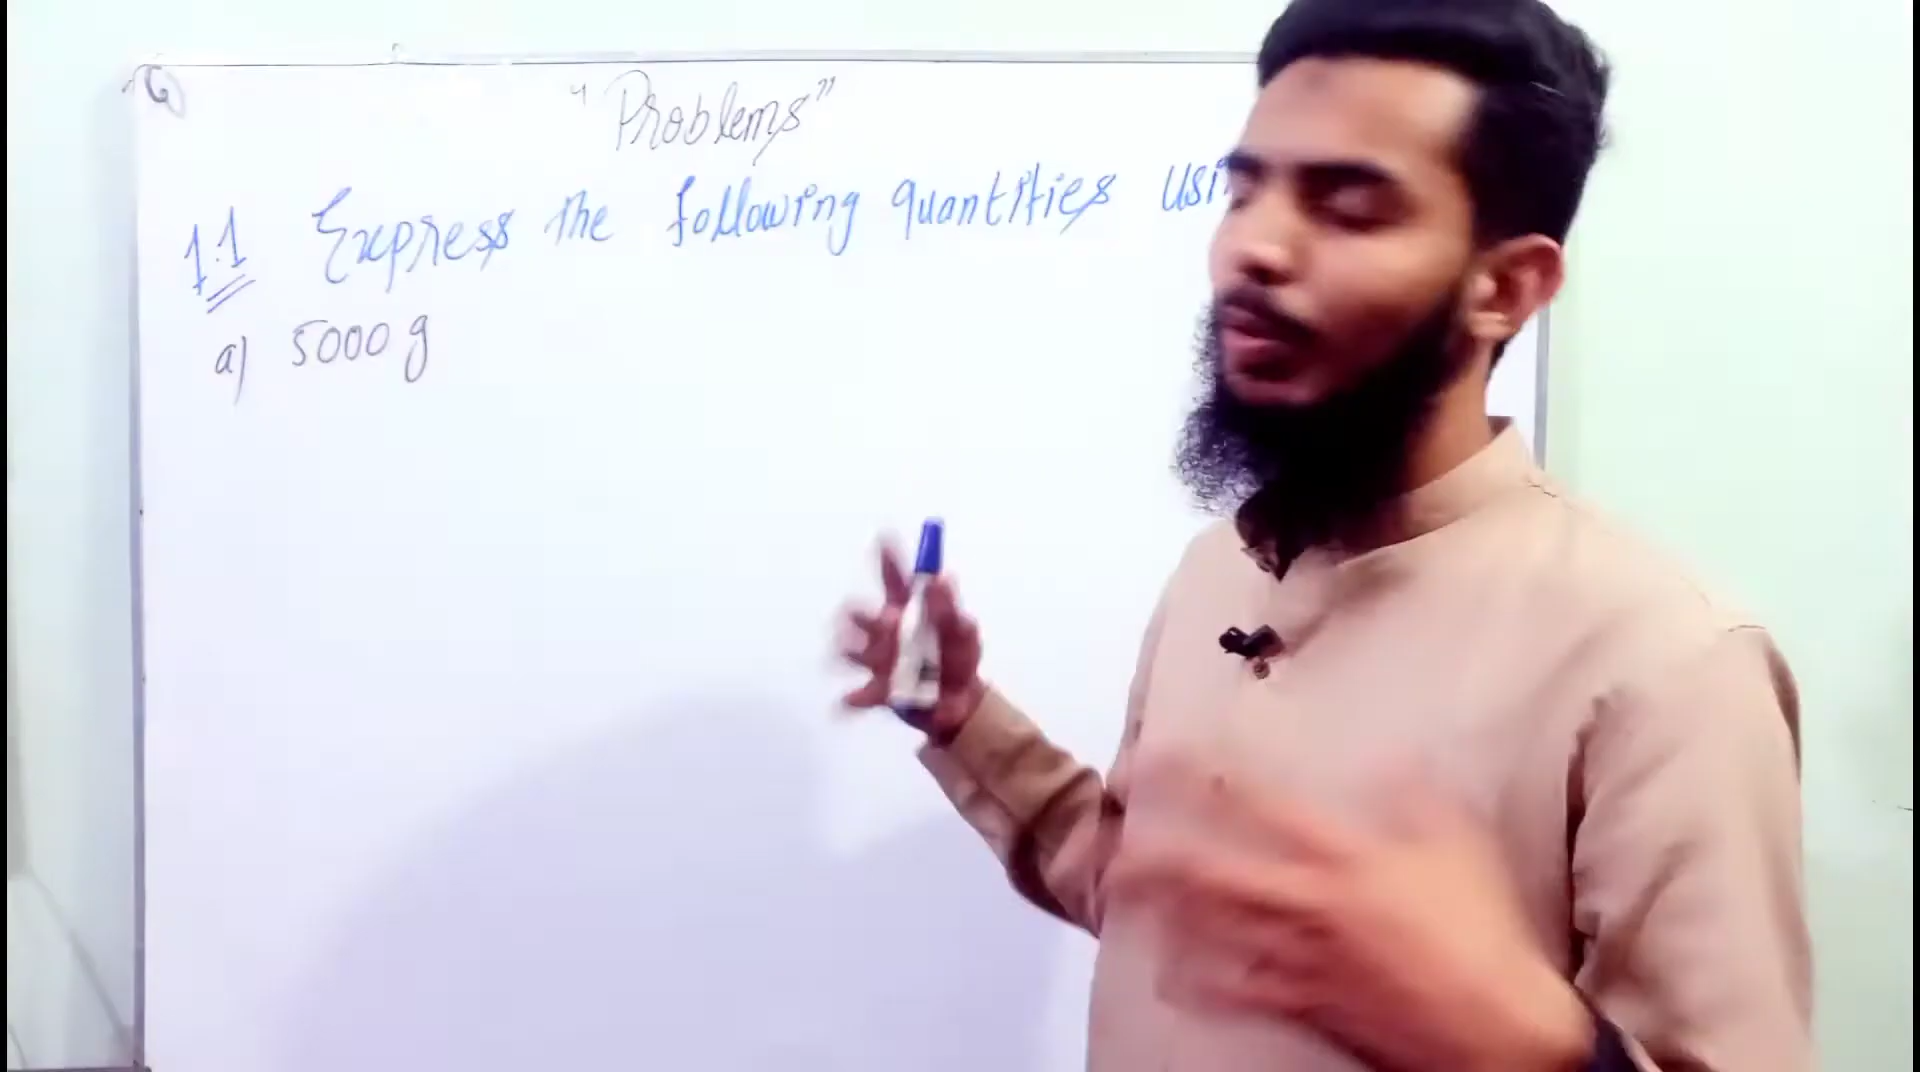 "Problems"
1.1 Express the following quantities usi
a) 5000 g